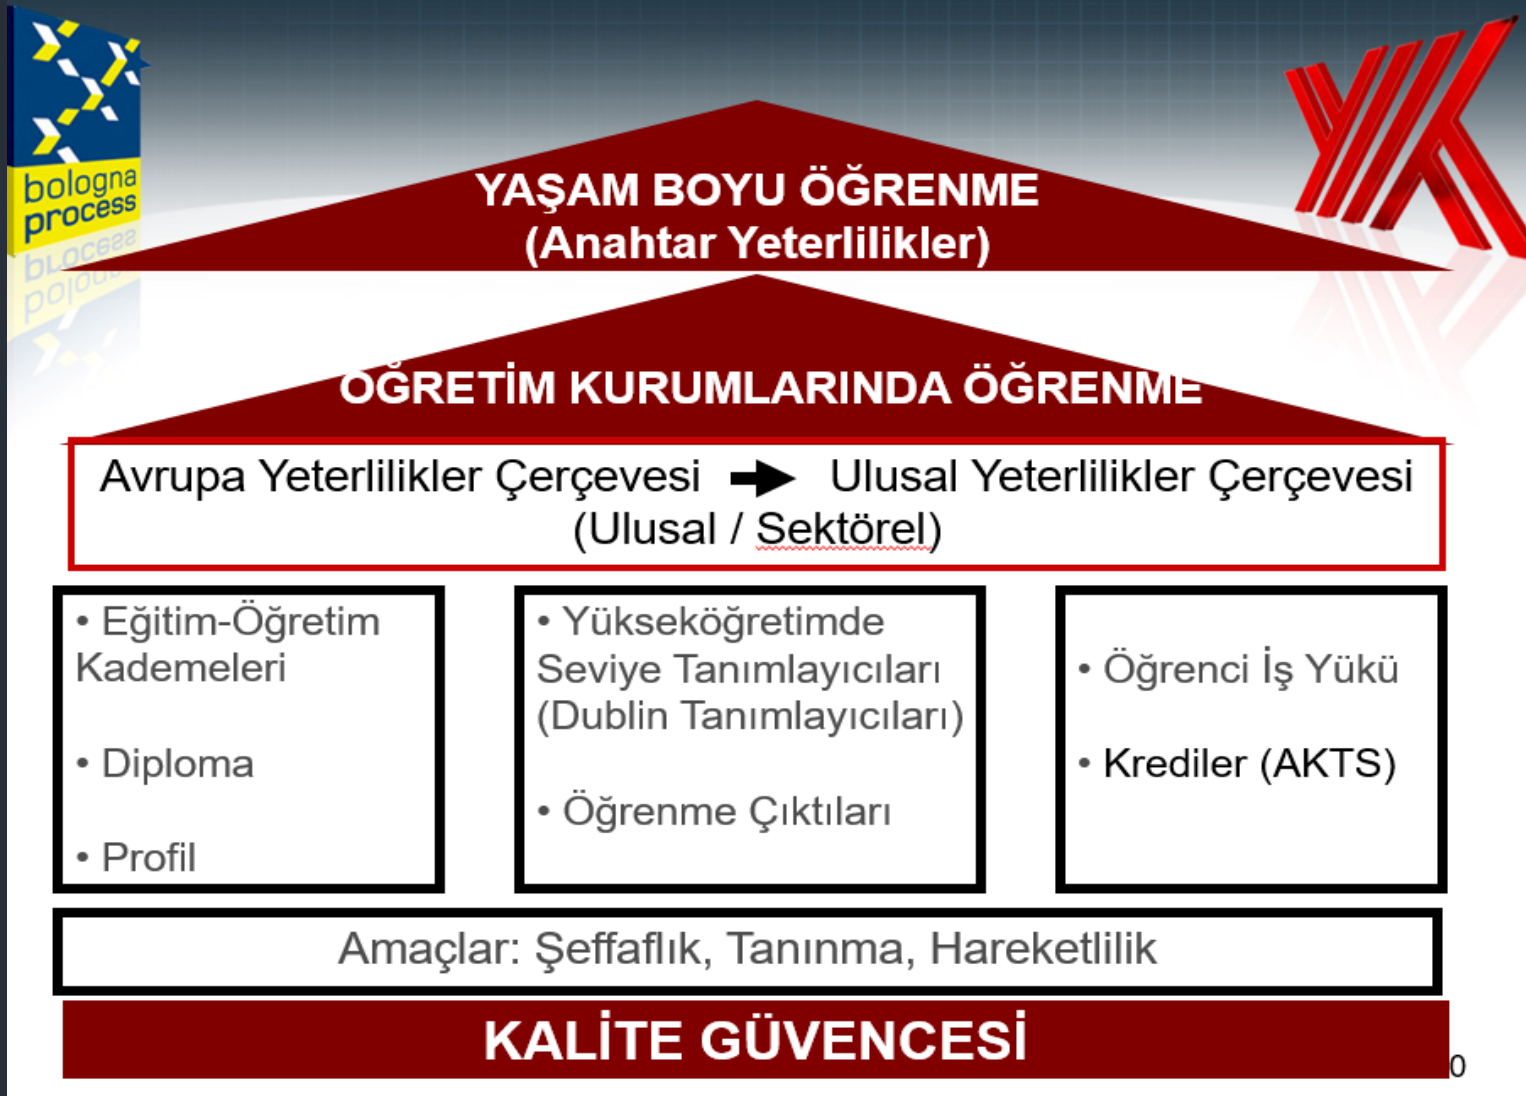 bologna
process
YAŞAM BOYU ÖĞRENME
(Anahtar Yeterlilikler)
ÖĞRETİM KURUMLARINDA ÖĞRENME
Avrupa Yeterlilikler Çerçevesi → Ulusal Yeterlilikler Çerçevesi
(Ulusal / Sektörel)
• Eğitim-Öğretim
Kademeleri
• Diploma
• Profil
• Yükseköğretimde
Seviye Tanımlayıcıları
(Dublin Tanımlayıcıları)
• Öğrenme Çıktıları
• Öğrenci İş Yükü
• Krediler (AKTS)
Amaçlar: Şeffaflık, Tanınma, Hareketlilik
KALİTE GÜVENCESİ
0